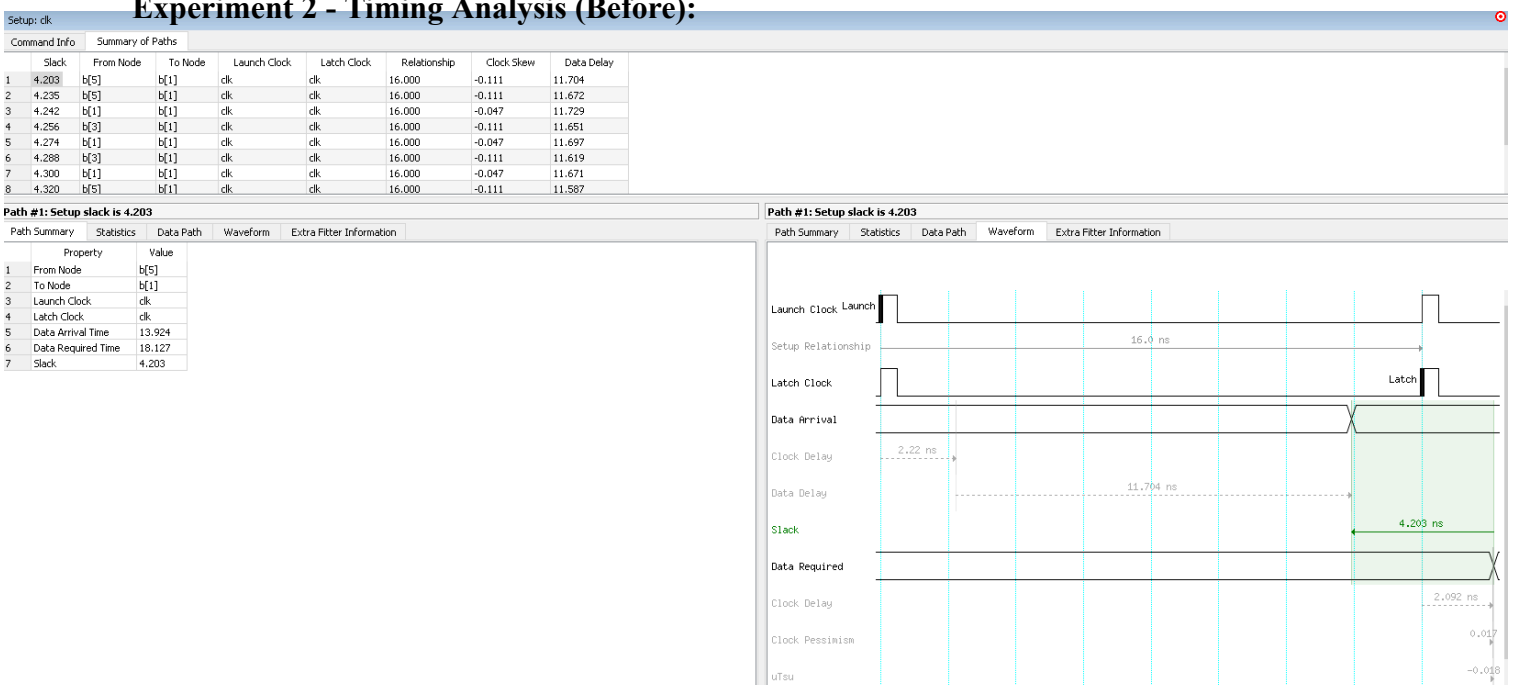 Experiment 2 - Timing Analysis (Before):
Setup: clk
Command Info Summary of Paths
Slack From Node To Node Launch Clock Latch Clock Relationship Clock Skew Data Delay
1 4.203 b[5] b[1] clk clk 16.000 -0.111 11.704
2 4.235 b[5] b[1] clk clk 16.000 -0.111 11.672
3 4.242 b[1] b[1] clk clk 16.000 -0.047 11.729
4 4.256 b[3] b[1] clk clk 16.000 -0.111 11.651
5 4.274 b[1] b[1] clk clk 16.000 -0.047 11.697
6 4.288 b[3] b[1] clk clk 16.000 -0.111 11.619
7 4.300 b[1] b[1] clk clk 16.000 -0.047 11.671
8 4.320 b[5] b[1] clk clk 16.000 -0.111 11.587
Path #1: Setup slack is 4.203
Path Summary Statistics Data Path Waveform Extra Fitter Information
Property Value
1 From Node b[5]
2 To Node b[1]
3 Launch Clock clk
4 Latch Clock clk
5 Data Arrival Time 13.924
6 Data Required Time 18.127
7 Slack 4.203
Path #1: Setup slack is 4.203
Path Summary Statistics Data Path Waveform Extra Fitter Information
Launch Clock Launch
Setup Relationship 16.0 ns
Latch Clock Latch
Data Arrival
Clock Delay 2.22 ns
Data Delay 11.704 ns
Slack 4.203 ns
Data Required
Clock Delay 2.092 ns
Clock Pessimism 0.017
uTsu -0.018